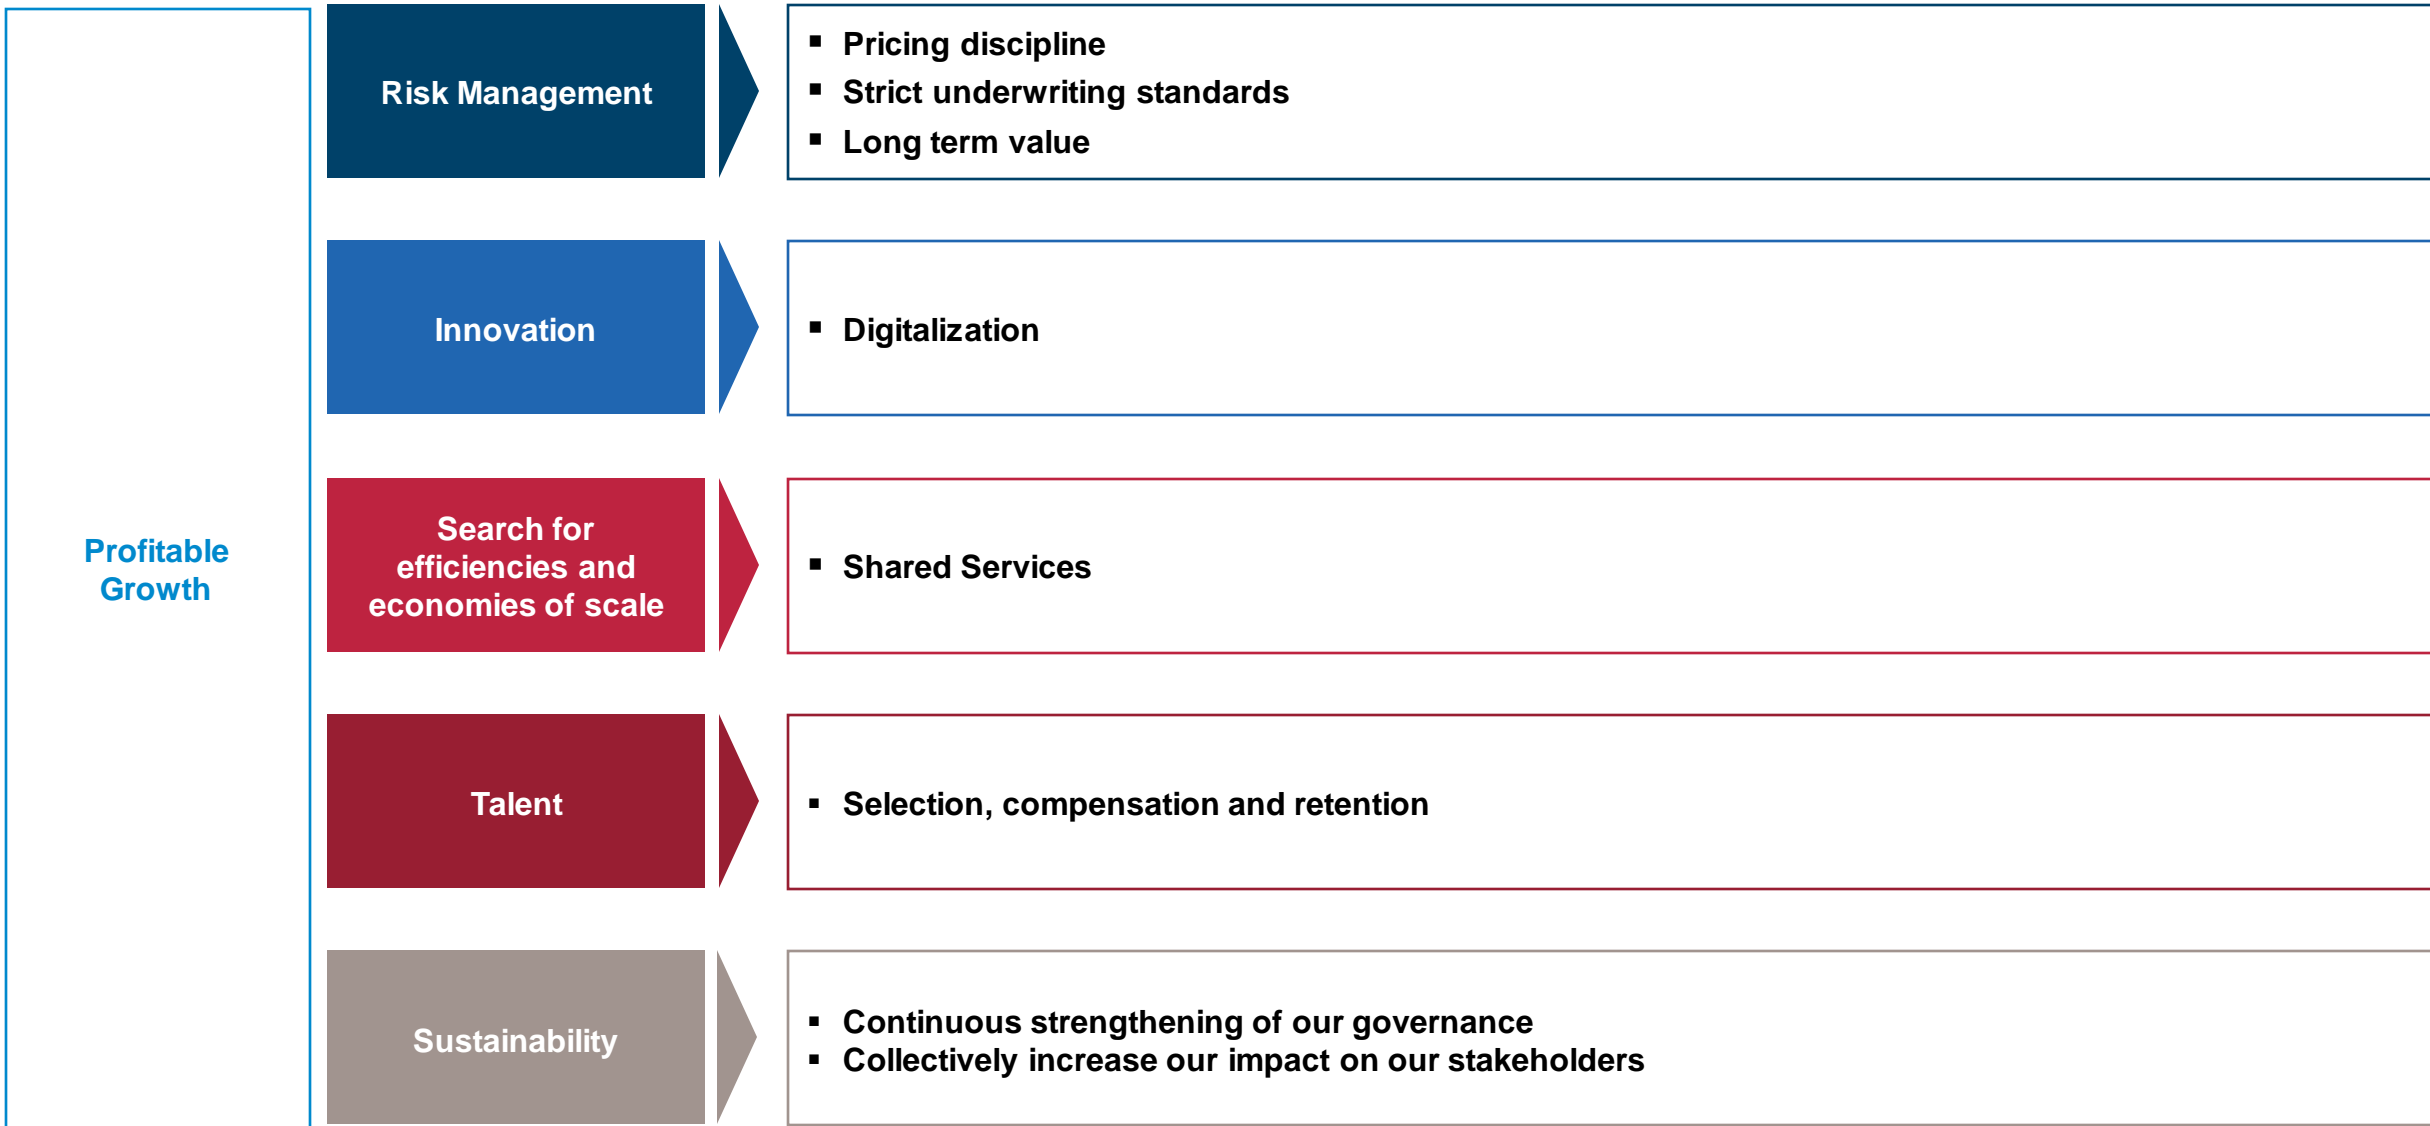 Profitable
Growth
Risk Management
▪ Pricing discipline
▪ Strict underwriting standards
▪ Long term value
Innovation
▪ Digitalization
Search for
efficiencies and
economies of scale
▪ Shared Services
Talent
▪ Selection, compensation and retention
Sustainability
▪ Continuous strengthening of our governance
▪ Collectively increase our impact on our stakeholders